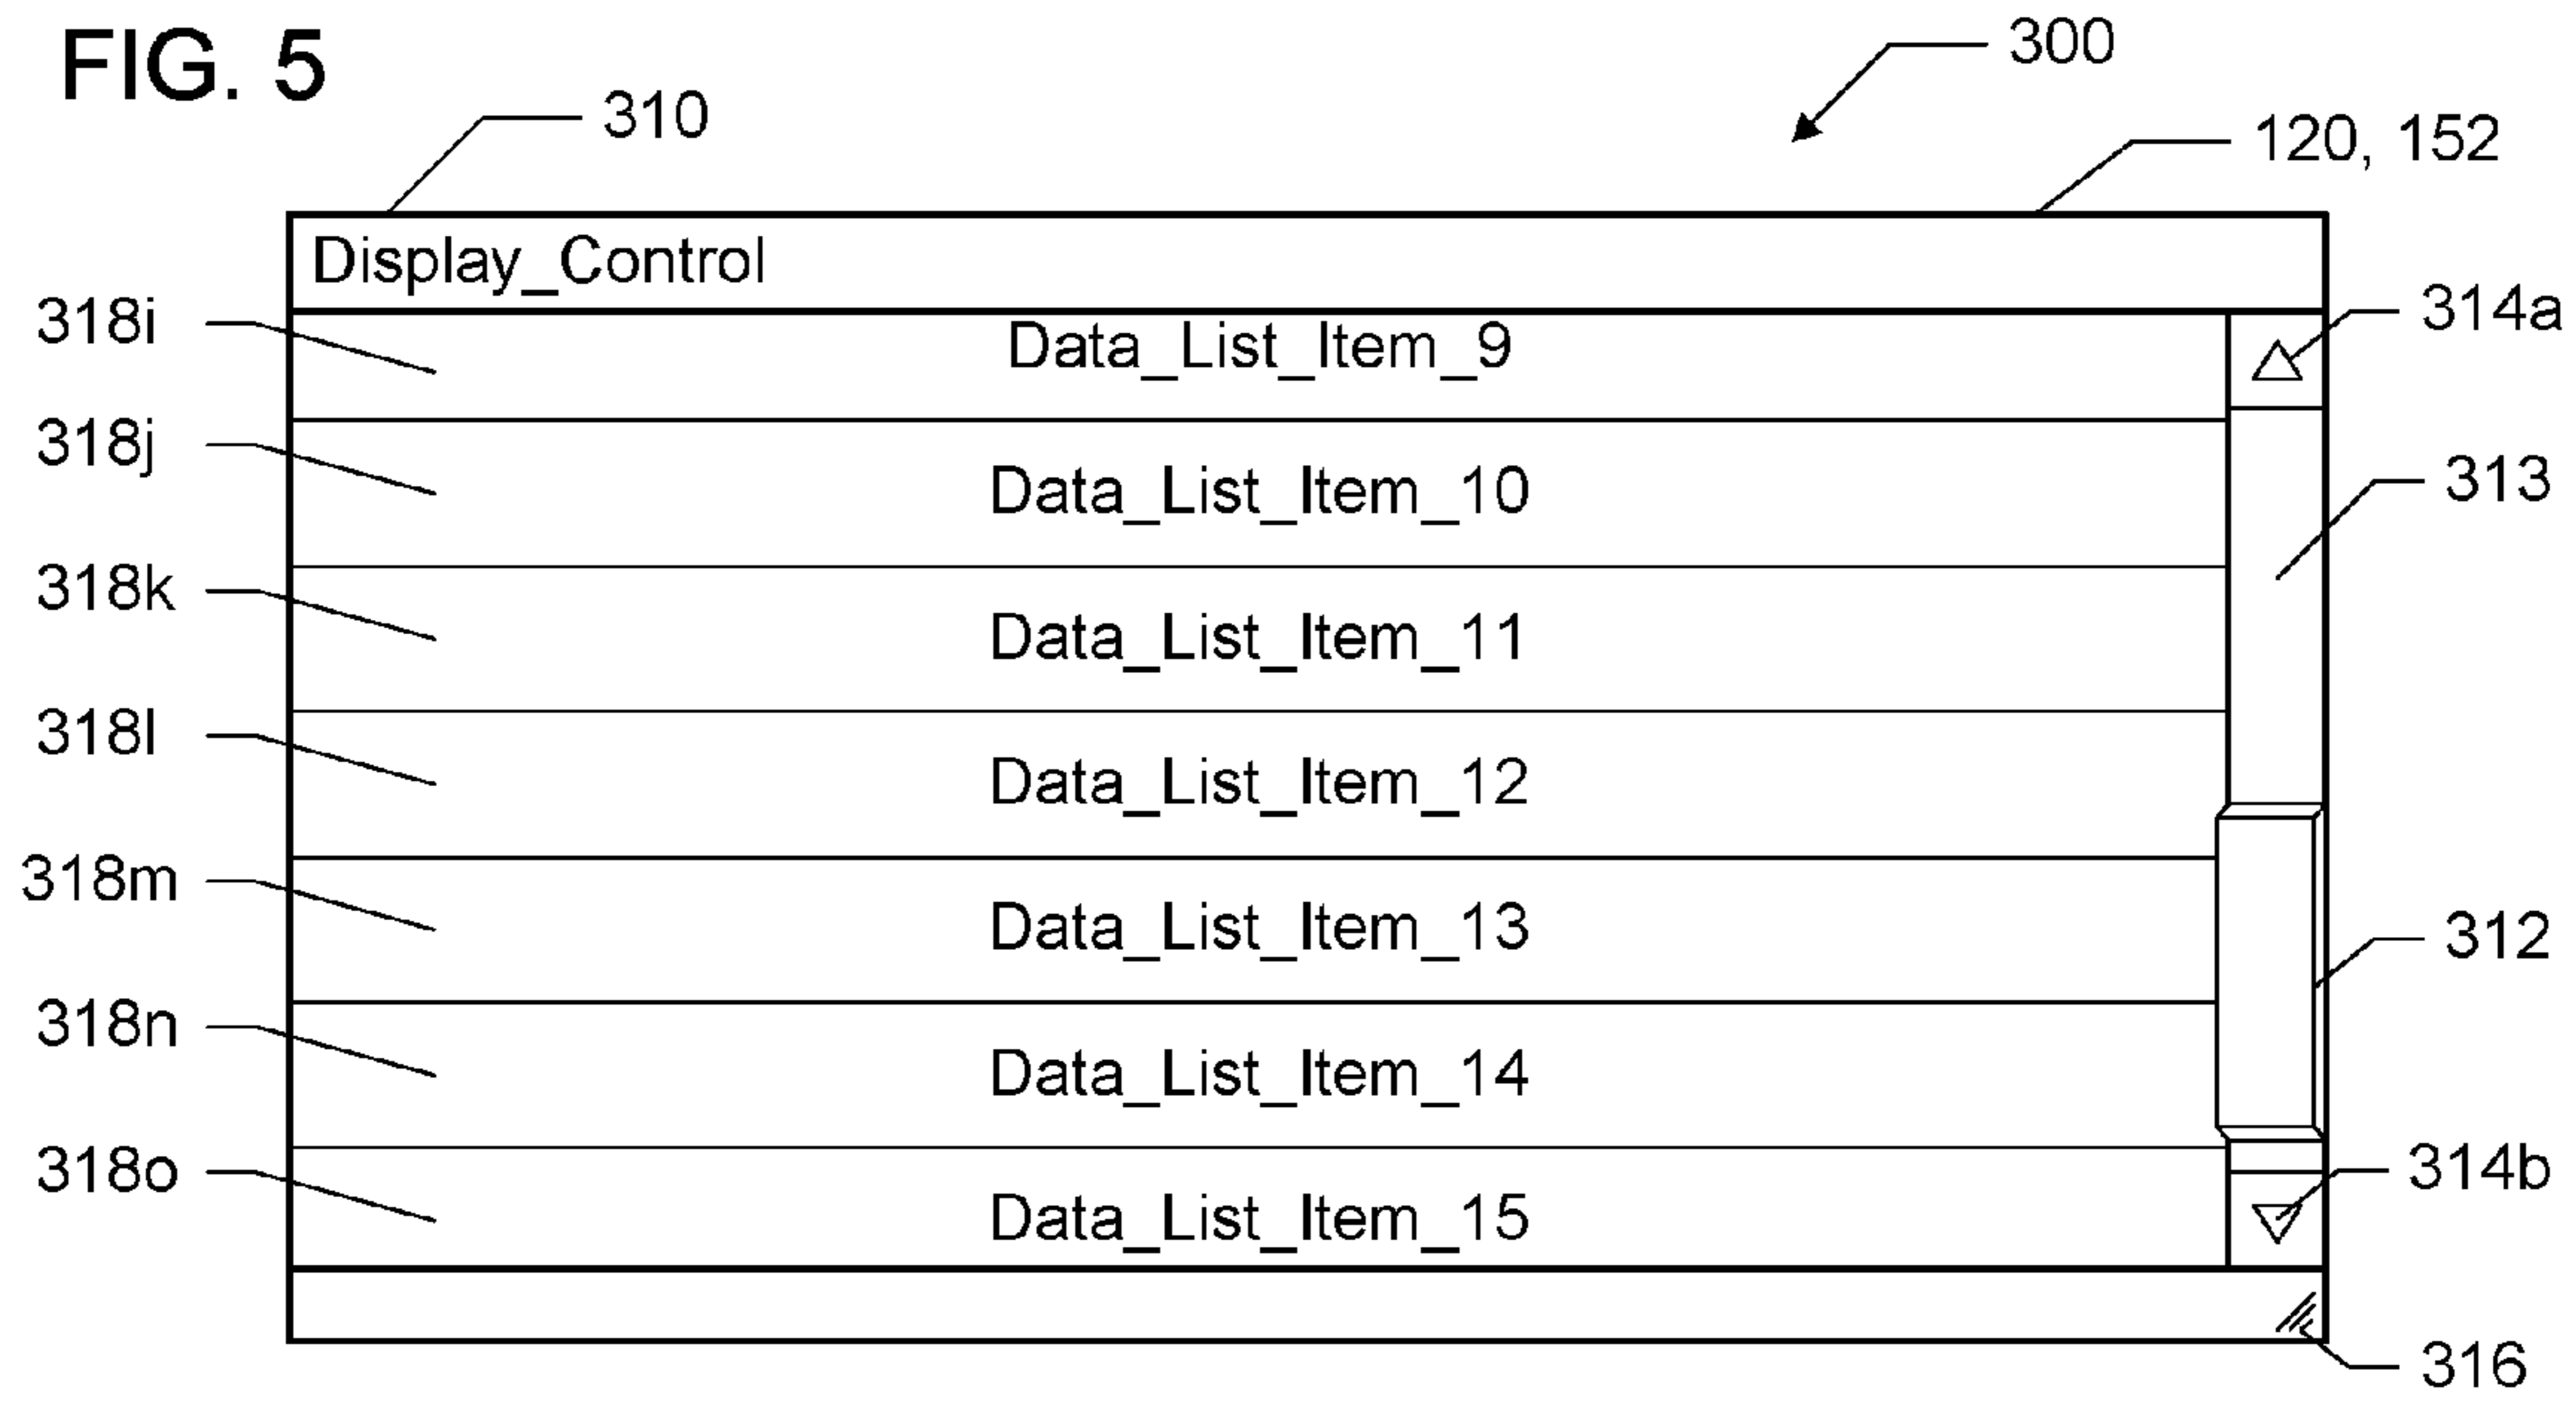 FIG. 5
300
310
120, 152
Display_Control
318i
Data_List_Item_9
314a
318j
Data_List_Item_10
313
318k
Data_List_Item_11
318l
Data_List_Item_12
318m
Data_List_Item_13
312
318n
Data_List_Item_14
318o
Data_List_Item_15
314b
316